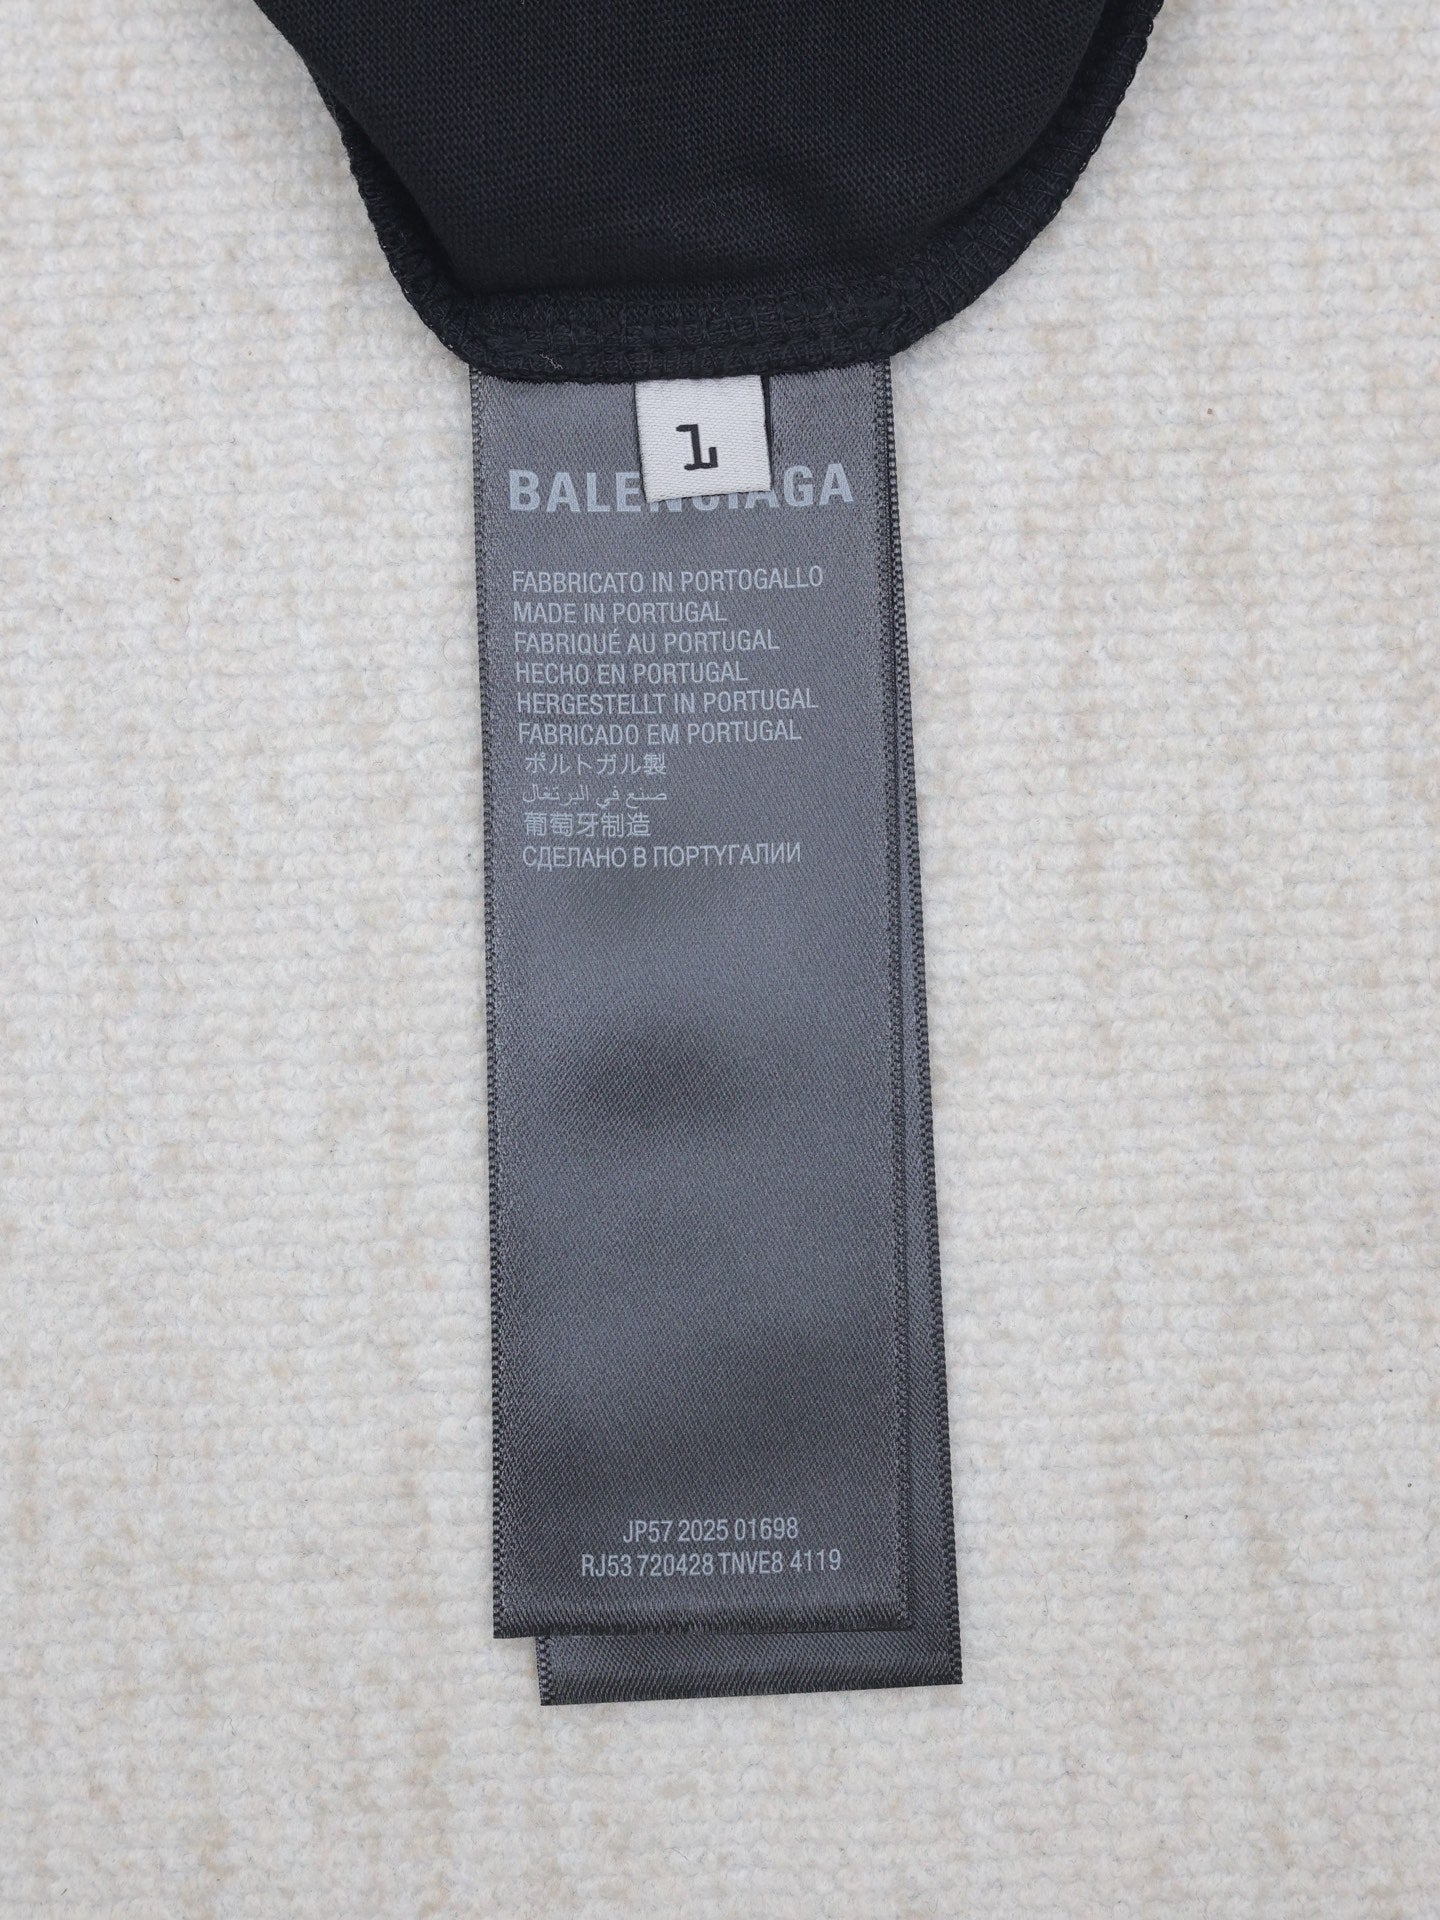 1
BALENCIAGA
FABBRICATO IN PORTOGALLO
MADE IN PORTUGAL
FABRIQUÉ AU PORTUGAL
HECHO EN PORTUGAL
HERGESTELLT IN PORTUGAL
FABRICADO EM PORTUGAL
ポルトガル製
صنع في البرتغال
葡萄牙制造
СДЕЛАНО В ПОРТУГАЛИИ
JP57 2025 01698
RJ53 720428 TNVE8 4119